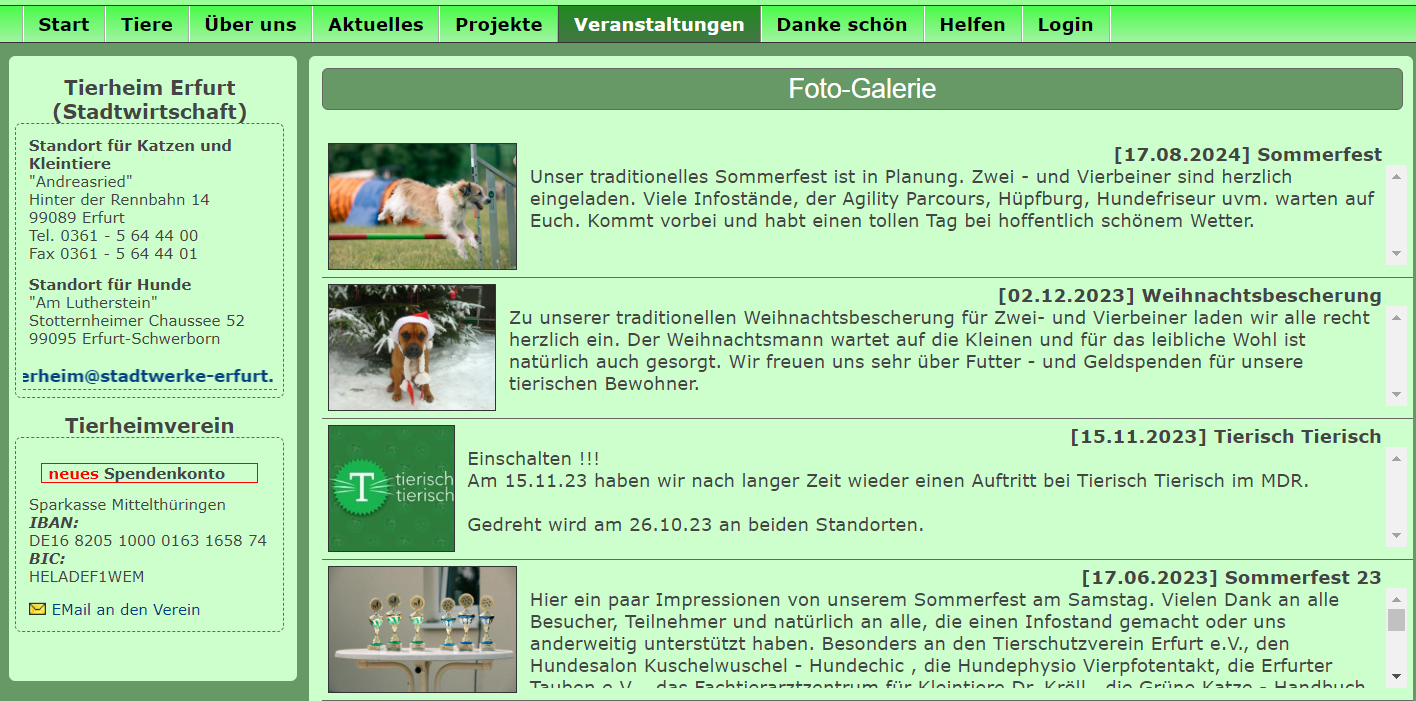 Start
Tiere
Über uns
Aktuelles
Projekte
Veranstaltungen
Danke schön
Helfen
Login
Tierheim Erfurt
(Stadtwirtschaft)
Standort für Katzen und
Kleintiere
"Andreasried"
Hinter der Rennbahn 14
99089 Erfurt
Tel. 0361 - 5 64 44 00
Fax 0361 - 5 64 44 01
Standort für Hunde
"Am Lutherstein"
Stotternheimer Chaussee 52
99095 Erfurt-Schwerborn
erheim@stadtwerke-erfurt.
Tierheimverein
neues Spendenkonto
Sparkasse Mittelthüringen
IBAN:
DE16 8205 1000 0163 1658 74
BIC:
HELADEF1WEM
EMail an den Verein
Foto-Galerie
[17.08.2024] Sommerfest
Unser traditionelles Sommerfest ist in Planung. Zwei - und Vierbeiner sind herzlich
eingeladen. Viele Infostände, der Agility Parcours, Hüpfburg, Hundefriseur uvm. warten auf
Euch. Kommt vorbei und habt einen tollen Tag bei hoffentlich schönem Wetter.
[02.12.2023] Weihnachtsbescherung
Zu unserer traditionellen Weihnachtsbescherung für Zwei- und Vierbeiner laden wir alle recht
herzlich ein. Der Weihnachtsmann wartet auf die Kleinen und für das leibliche Wohl ist
natürlich auch gesorgt. Wir freuen uns sehr über Futter - und Geldspenden für unsere
tierischen Bewohner.
[15.11.2023] Tierisch Tierisch
T tierisch
tierisch
Einschalten !!!
Am 15.11.23 haben wir nach langer Zeit wieder einen Auftritt bei Tierisch Tierisch im MDR.
Gedreht wird am 26.10.23 an beiden Standorten.
[17.06.2023] Sommerfest 23
Hier ein paar Impressionen von unserem Sommerfest am Samstag. Vielen Dank an alle
Besucher, Teilnehmer und natürlich an alle, die einen Infostand gemacht oder uns
anderweitig unterstützt haben. Besonders an den Tierschutzverein Erfurt e.V., den
Hundesalon Kuschelwuschel - Hundechic , die Hundephysio Vierpfotentakt, die Erfurter
Tauben e.V. , das Fachtierarztzentrum für Kleintiere Dr. Kröll , die Grüne Katze - Handbuch